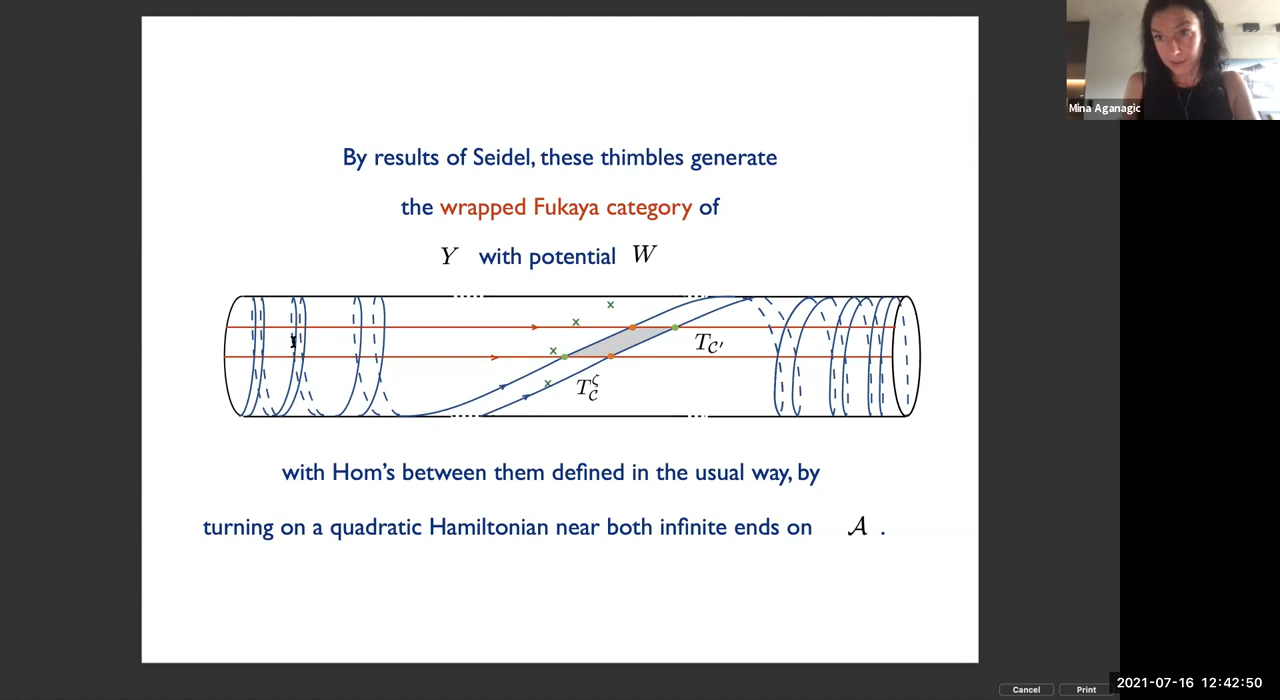 Mina Aganagic
By results of Seidel, these thimbles generate
the wrapped Fukaya category of
Y with potential W
x
x
x
x
T_{C'}
T_C^ζ
with Hom's between them defined in the usual way, by
turning on a quadratic Hamiltonian near both infinite ends on 𝒜 .
Cancel Print
2021-07-16 12:42:50